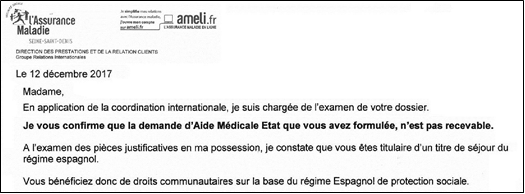 l'Assurance
Maladie
SEINE-SAINT-DENIS
Je simplifie mes relations
avec l'Assurance maladie,
j'ouvre mon compte
sur ameli.fr
ameli.fr
L'ASSURANCE MALADIE EN LIGNE
DIRECTION DES PRESTATIONS ET DE LA RELATION CLIENTS
Groupe Relations Internationales
Le 12 décembre 2017
Madame,
En application de la coordination internationale, je suis chargée de l'examen de votre dossier.
Je vous confirme que la demande d'Aide Médicale Etat que vous avez formulée, n'est pas recevable.
A l'examen des pièces justificatives en ma possession, je constate que vous êtes titulaire d'un titre de séjour du
régime espagnol.
Vous bénéficiez donc de droits communautaires sur la base du régime Espagnol de protection sociale.